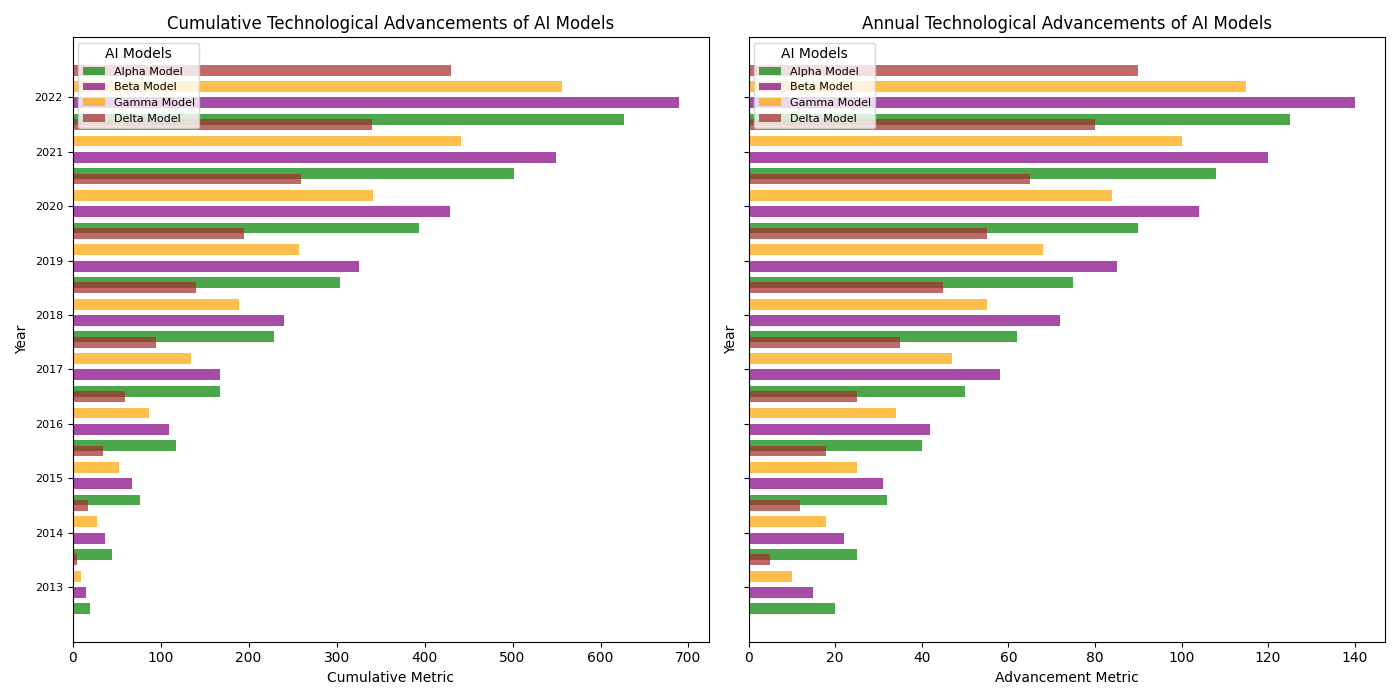 Cumulative Technological Advancements of AI Models
AI Models
Alpha Model
Beta Model
Gamma Model
Delta Model
Year
2022
2021
2020
2019
2018
2017
2016
2015
2014
2013
0 100 200 300 400 500 600 700
Cumulative Metric
Annual Technological Advancements of AI Models
AI Models
Alpha Model
Beta Model
Gamma Model
Delta Model
Year
0 20 40 60 80 100 120 140
Advancement Metric